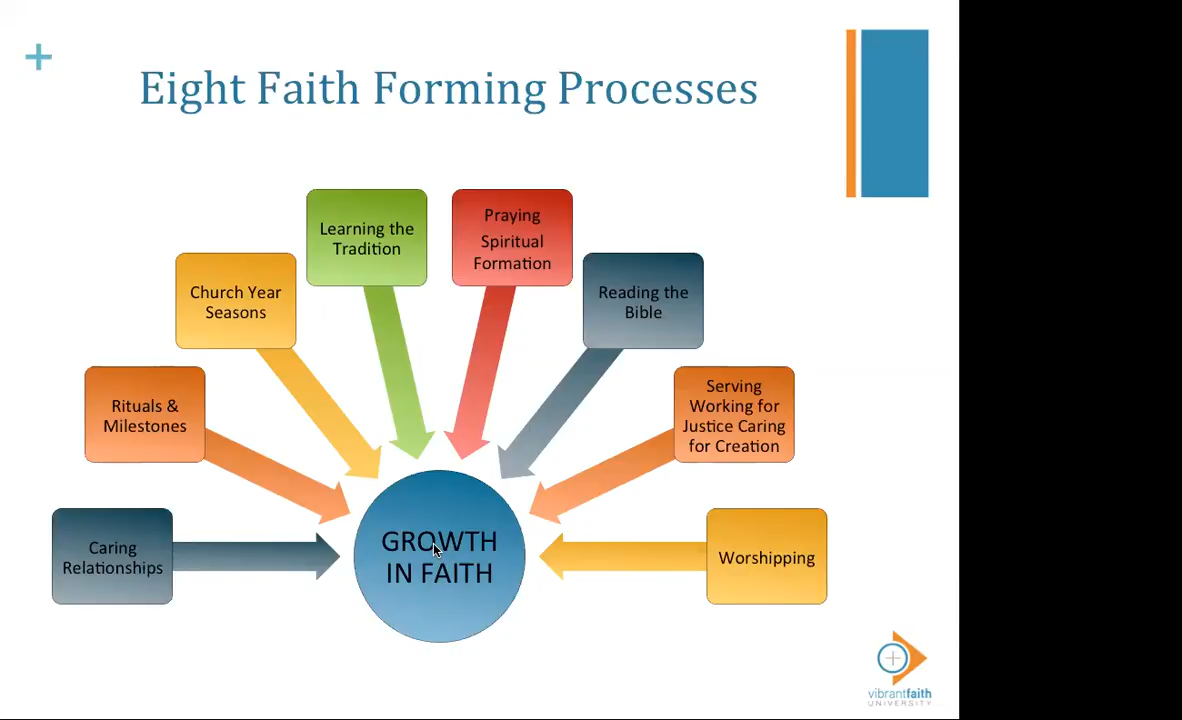 Eight Faith Forming Processes
Learning the
Tradition
Praying
Spiritual
Formation
Church Year
Seasons
Reading the
Bible
Rituals &
Milestones
Serving
Working for
Justice Caring
for Creation
Caring
Relationships
GROWTH
IN FAITH
Worshipping
vibrantfaith
UNIVERSITY